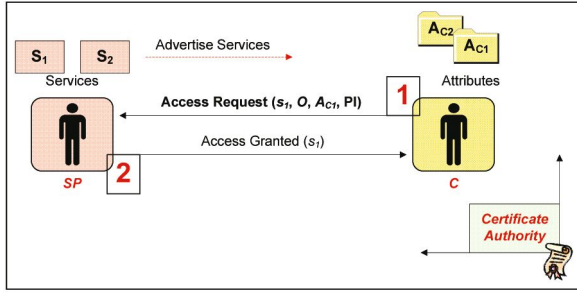 S1 S2
Advertise Services
AC2
AC1
Services
Attributes
Access Request (s1, O, AC1, PI)
1
Access Granted (s1)
2
SP
C
Certificate
Authority